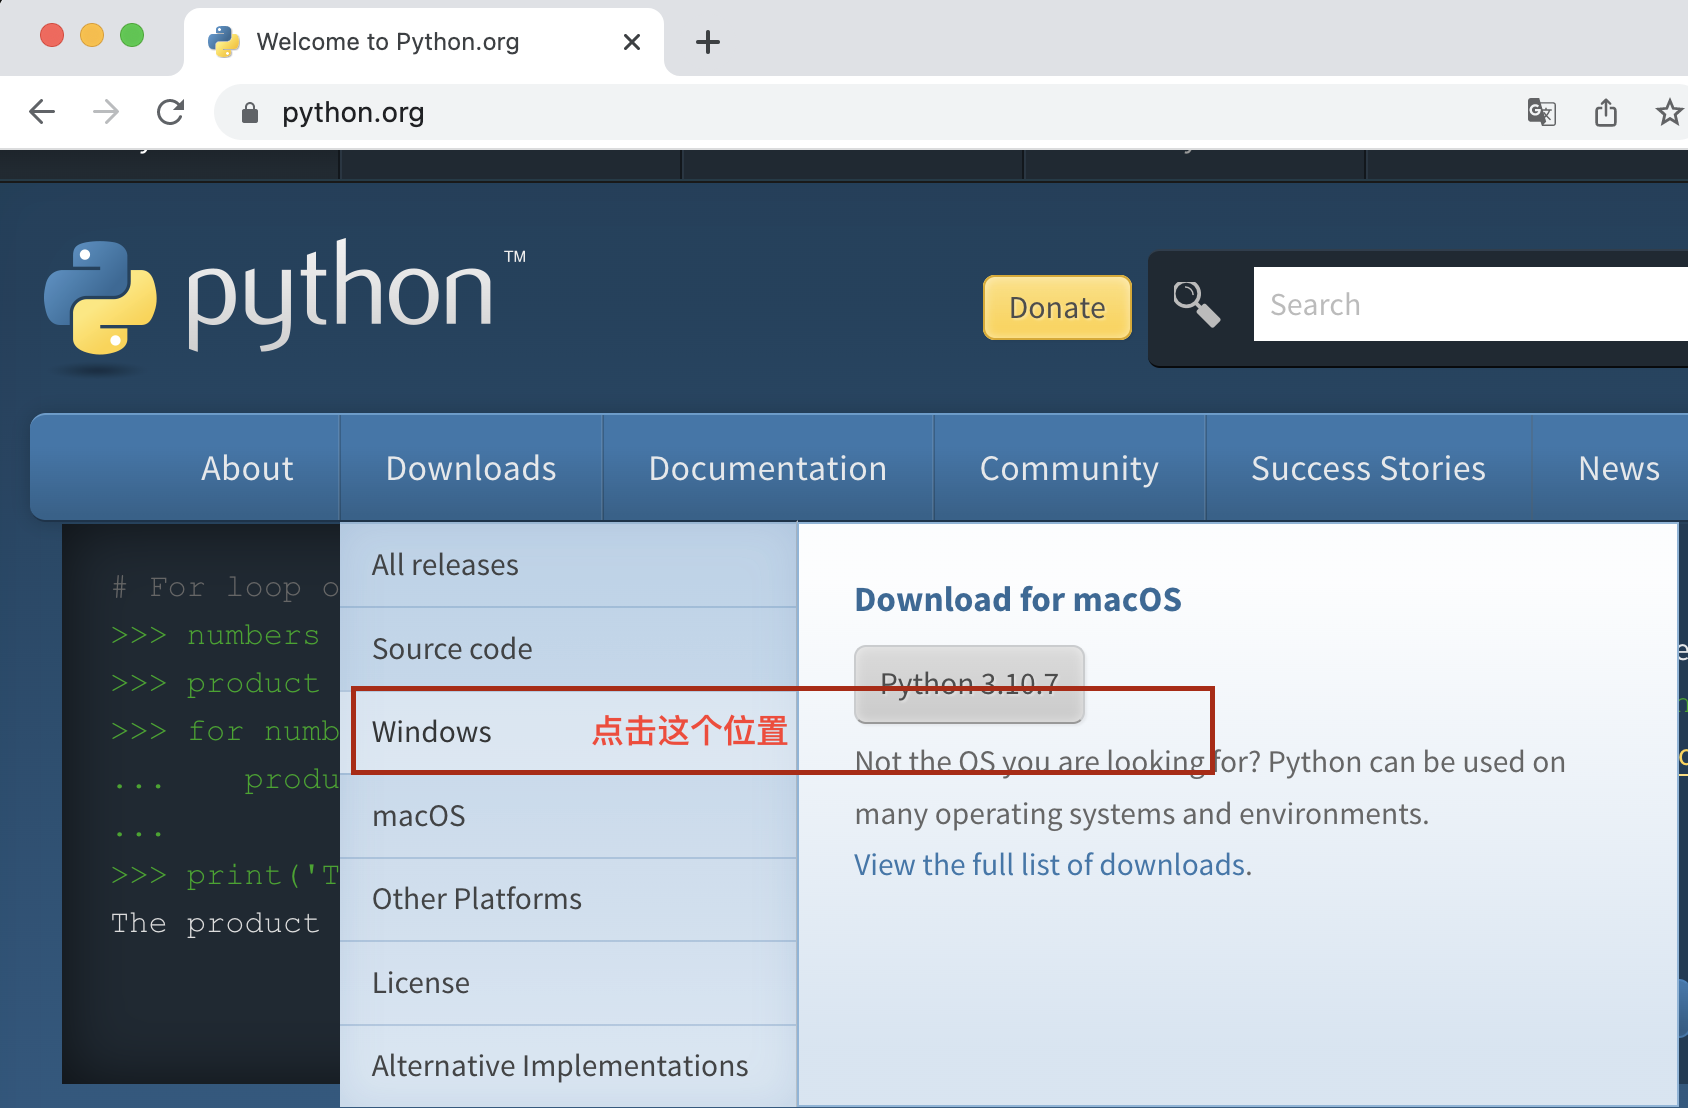 Welcome to Python.org
python.org
python™
Donate
Search
About
Downloads
Documentation
Community
Success Stories
News
# For loop o
>>> numbers
>>> product
>>> for numb
... produ
...
>>> print('T
The product
All releases
Source code
Windows
点击这个位置
macOS
Other Platforms
License
Alternative Implementations
Download for macOS
Python 3.10.7
Not the OS you are looking for? Python can be used on
many operating systems and environments.
View the full list of downloads.